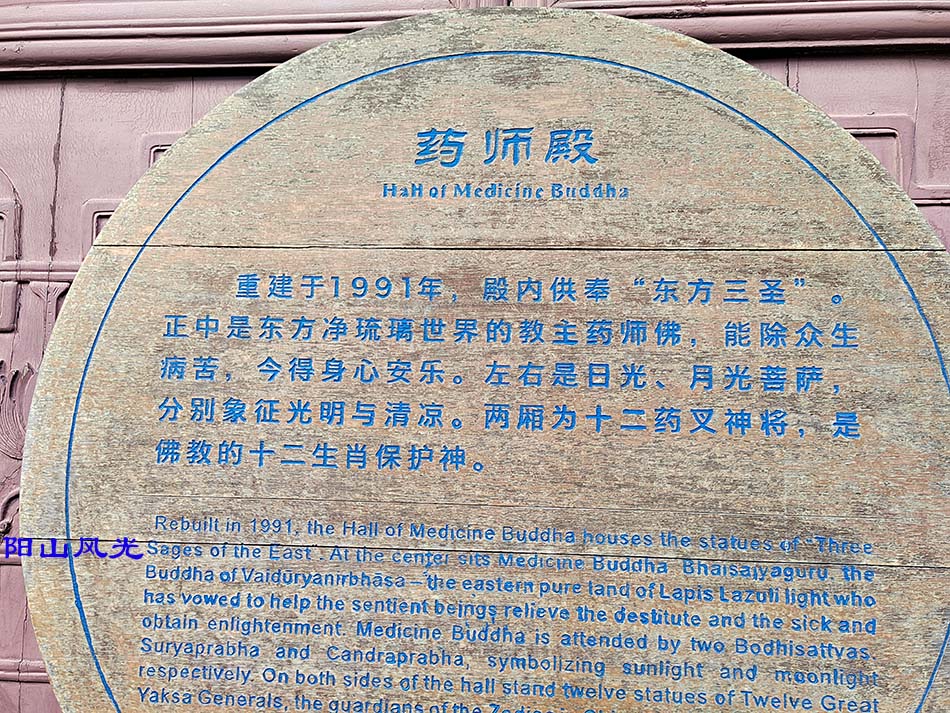 药师殿
Hall of Medicine Buddha
重建于1991年，殿内供奉“东方三圣”。
正中是东方净琉璃世界的教主药师佛，能除众生
病苦，今得身心安乐。左右是日光、月光菩萨，
分别象征光明与清凉。两厢为十二药叉神将，是
佛教的十二生肖保护神。
Rebuilt in 1991, the Hall of Medicine Buddha houses the statues of "Three
Sages of the East". At the center sits Medicine Buddha, Bhaisajyaguru, the
Buddha of Vaidūryanirbhāsa – the eastern pure land of Lapis Lazuli light who
has vowed to help the sentient beings relieve the destitute and the sick and
obtain enlightenment. Medicine Buddha is attended by two Bodhisattvas,
Suryaprabha and Candraprabha, symbolizing sunlight and moonlight
respectively. On both sides of the hall stand twelve statues of Twelve Great
Yaksa Generals, the guardians of the
阳山风光